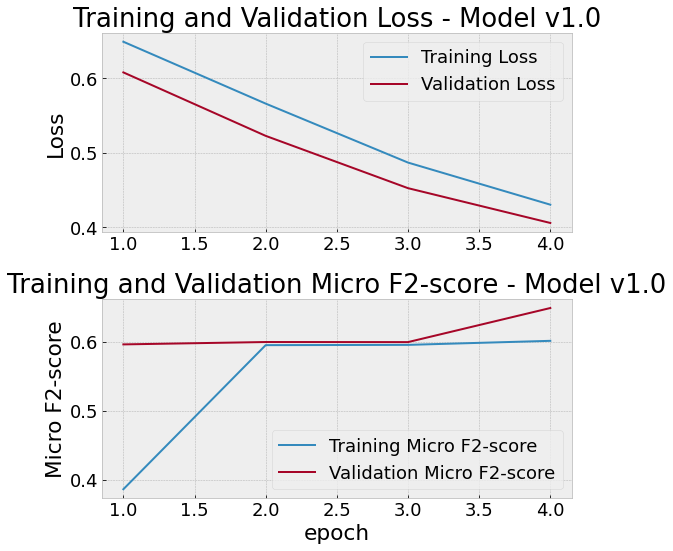 Training and Validation Loss - Model v1.0
Loss
0.6
0.5
0.4
Training Loss
Validation Loss
1.0 1.5 2.0 2.5 3.0 3.5 4.0
Training and Validation Micro F2-score - Model v1.0
Micro F2-score
0.6
0.5
0.4
Training Micro F2-score
Validation Micro F2-score
1.0 1.5 2.0 2.5 3.0 3.5 4.0
epoch